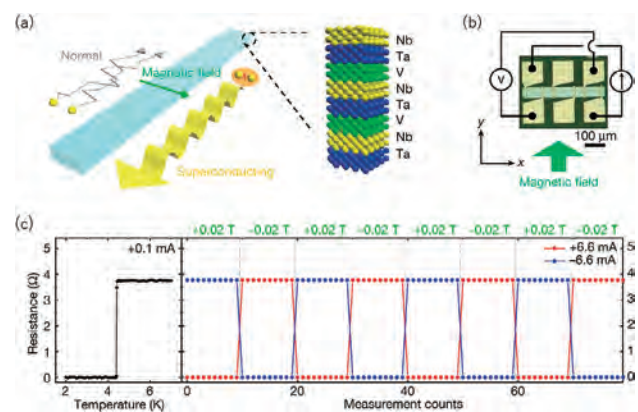 (a)
Normal
Magnetic field
Superconducting
Nb
Ta
V
Nb
Ta
V
Nb
Ta
(b)
V
y
x
100 μm
Magnetic field
(c)
+0.02 T -0.02 T +0.02 T -0.02 T +0.02 T -0.02 T +0.02 T -0.02 T
+0.1 mA
+6.6 mA
-6.6 mA
Resistance (Ω)
5
4
3
2
1
0
5
4
3
2
1
0
2 4 6
0 20 40 60
Temperature (K)
Measurement counts